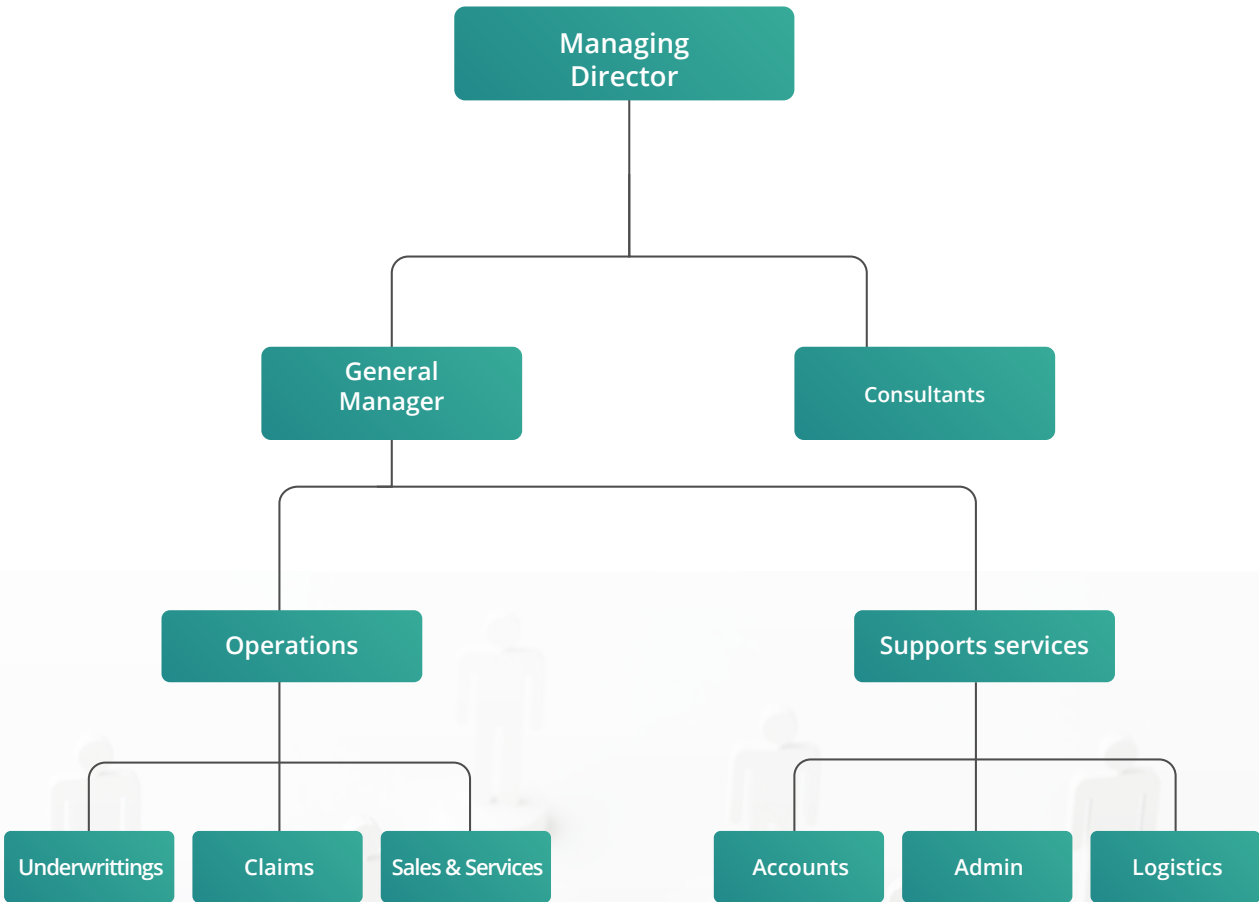 Managing
Director
General
Manager
Consultants
Operations
Supports services
Underwrittings
Claims
Sales & Services
Accounts
Admin
Logistics